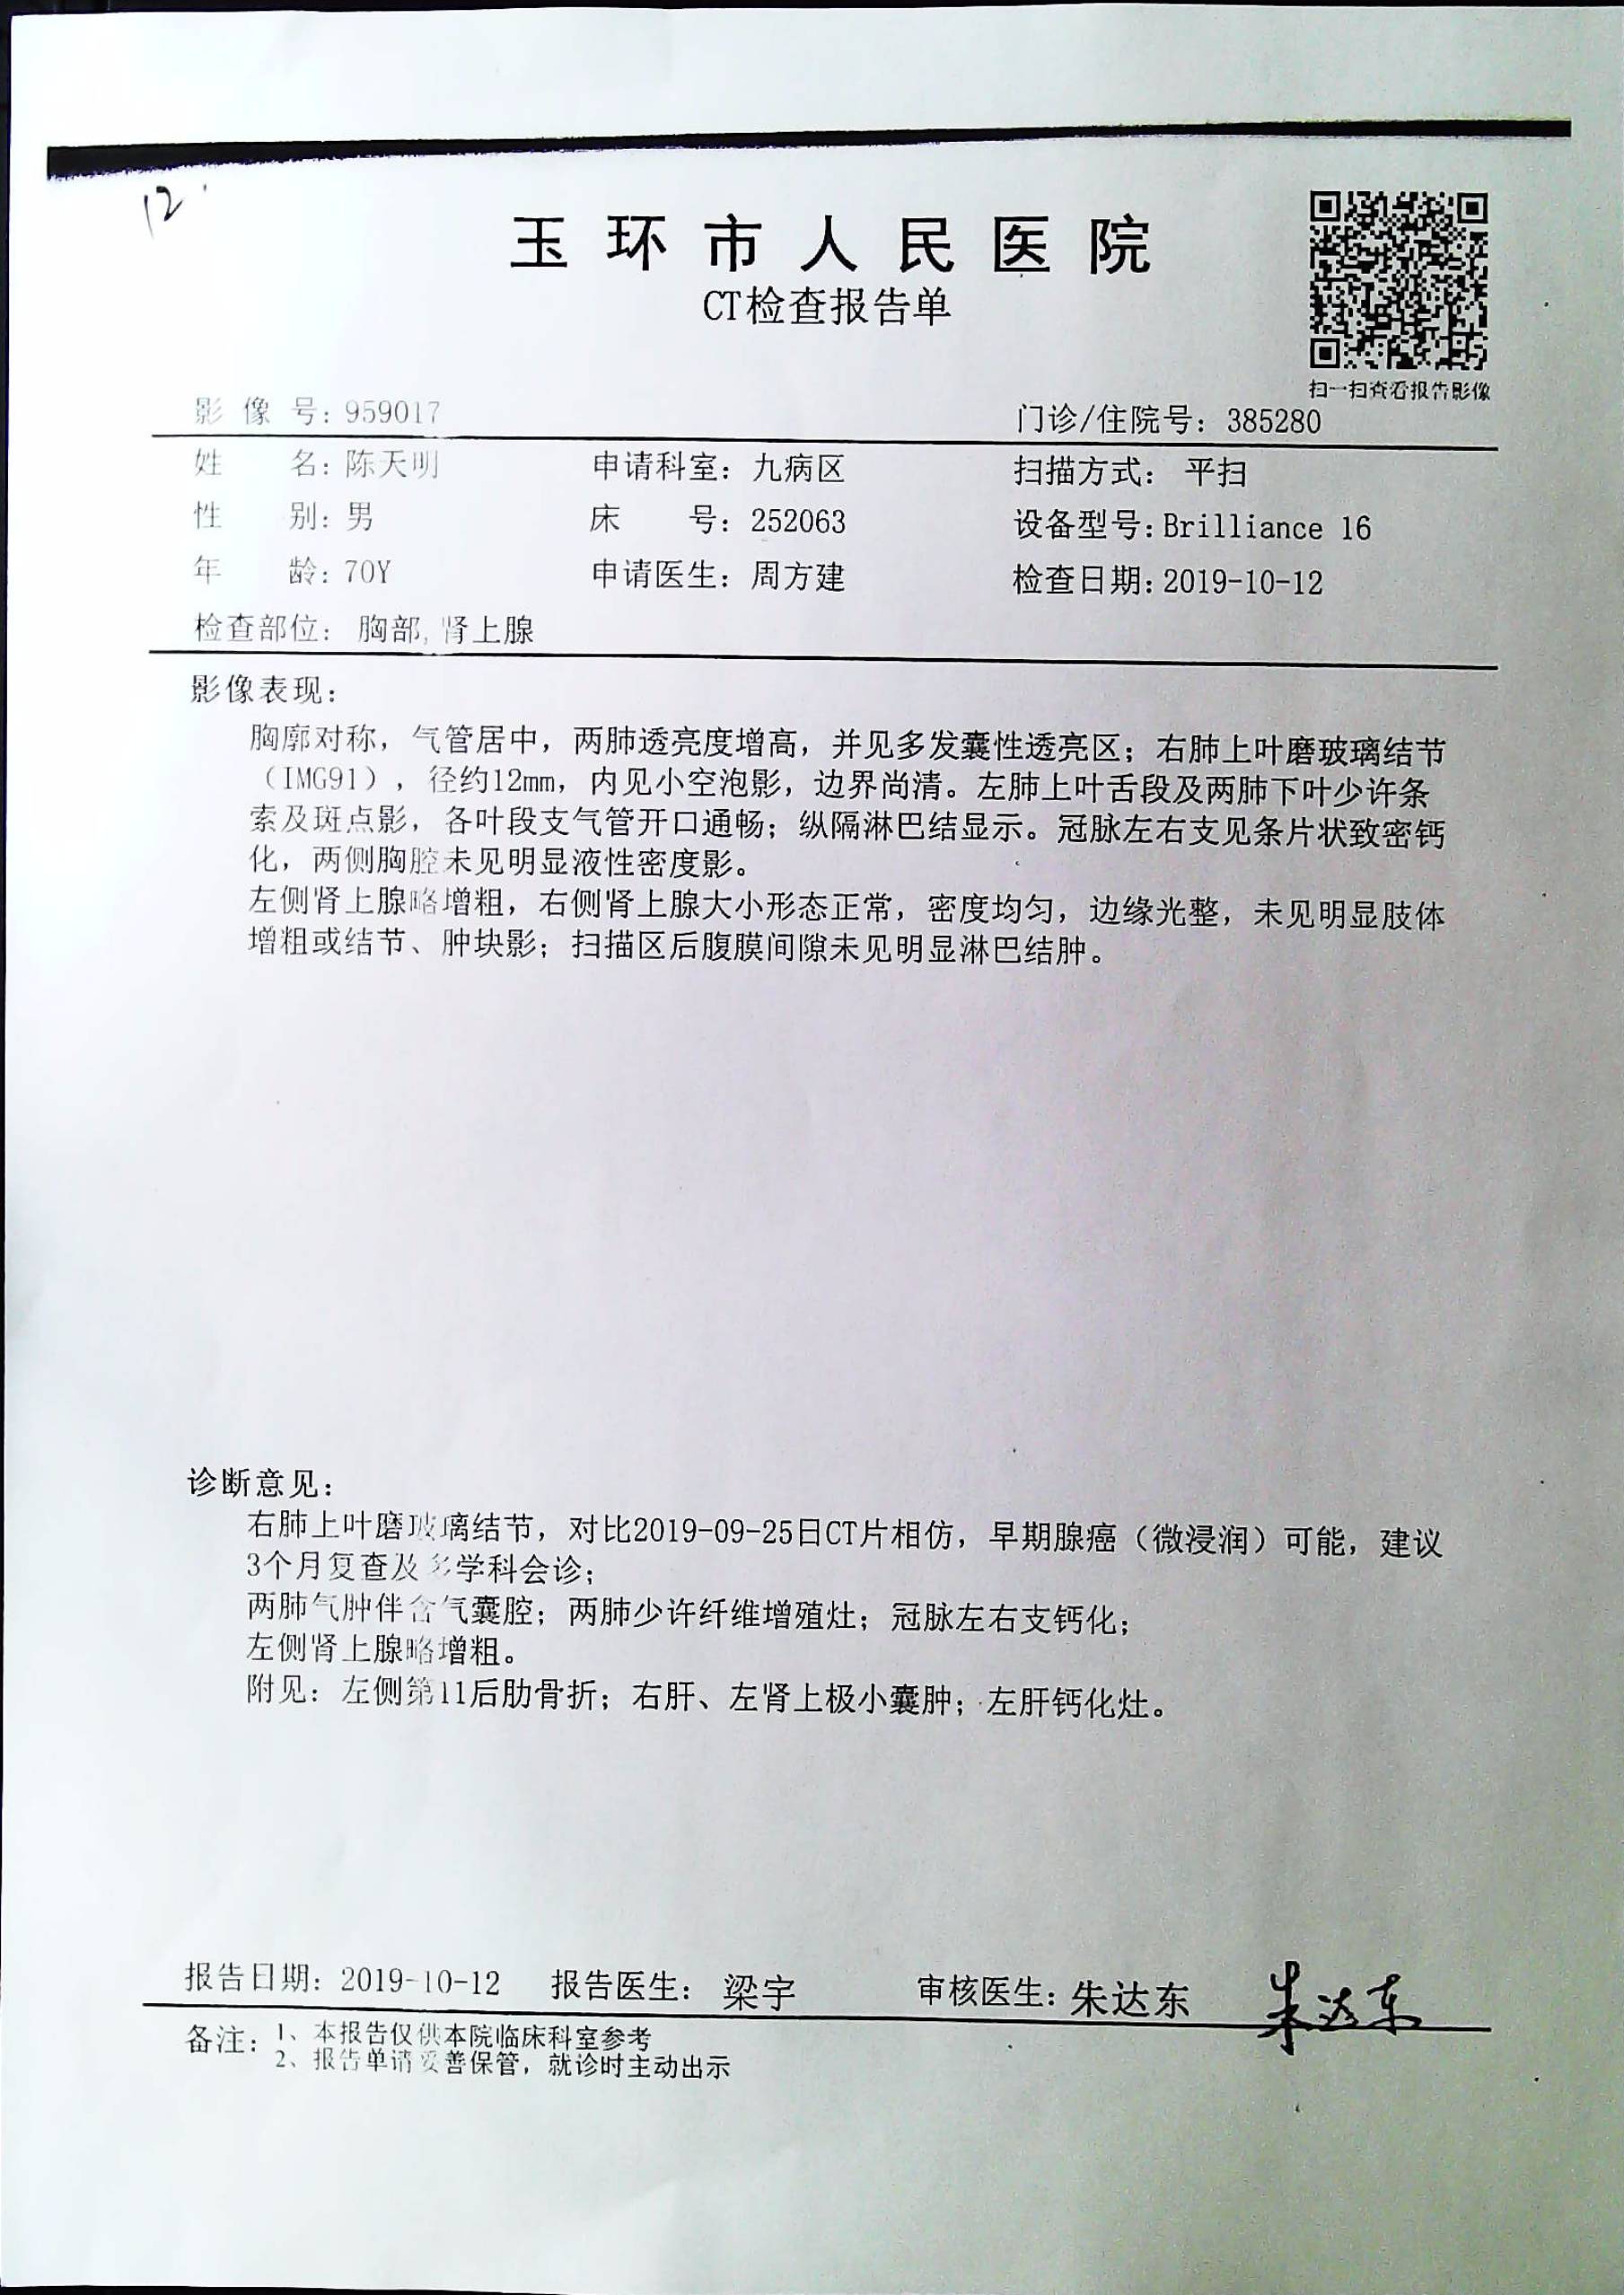 12
玉环市人民医院
CT检查报告单
扫一扫查看报告影像
影像号: 959017 门诊/住院号: 385280
姓名: 陈天明 申请科室: 九病区 扫描方式: 平扫
性别: 男 床号: 252063 设备型号: Brilliance 16
年龄: 70Y 申请医生: 周方建 检查日期: 2019-10-12
检查部位: 胸部, 肾上腺
影像表现:
胸廓对称，气管居中，两肺透亮度增高，并见多发囊性透亮区；右肺上叶磨玻璃结节
（IMG91），径约12mm，内见小空泡影，边界尚清。左肺上叶舌段及两肺下叶少许条
索及斑点影，各叶段支气管开口通畅；纵隔淋巴结显示。冠脉左右支见条片状致密钙
化，两侧胸腔未见明显液性密度影。
左侧肾上腺略增粗，右侧肾上腺大小形态正常，密度均匀，边缘光整，未见明显肢体
增粗或结节、肿块影；扫描区后腹膜间隙未见明显淋巴结肿。
诊断意见:
右肺上叶磨玻璃结节，对比2019-09-25日CT片相仿，早期腺癌（微浸润）可能，建议
3个月复查及多学科会诊；
两肺气肿伴含气囊腔；两肺少许纤维增殖灶；冠脉左右支钙化；
左侧肾上腺略增粗。
附见：左侧第11后肋骨折；右肝、左肾上极小囊肿；左肝钙化灶。
报告日期: 2019-10-12 报告医生: 梁宇 审核医生: 朱达东 朱达东
备注: 1、本报告仅供本院临床科室参考
2、报告单请妥善保管，就诊时主动出示